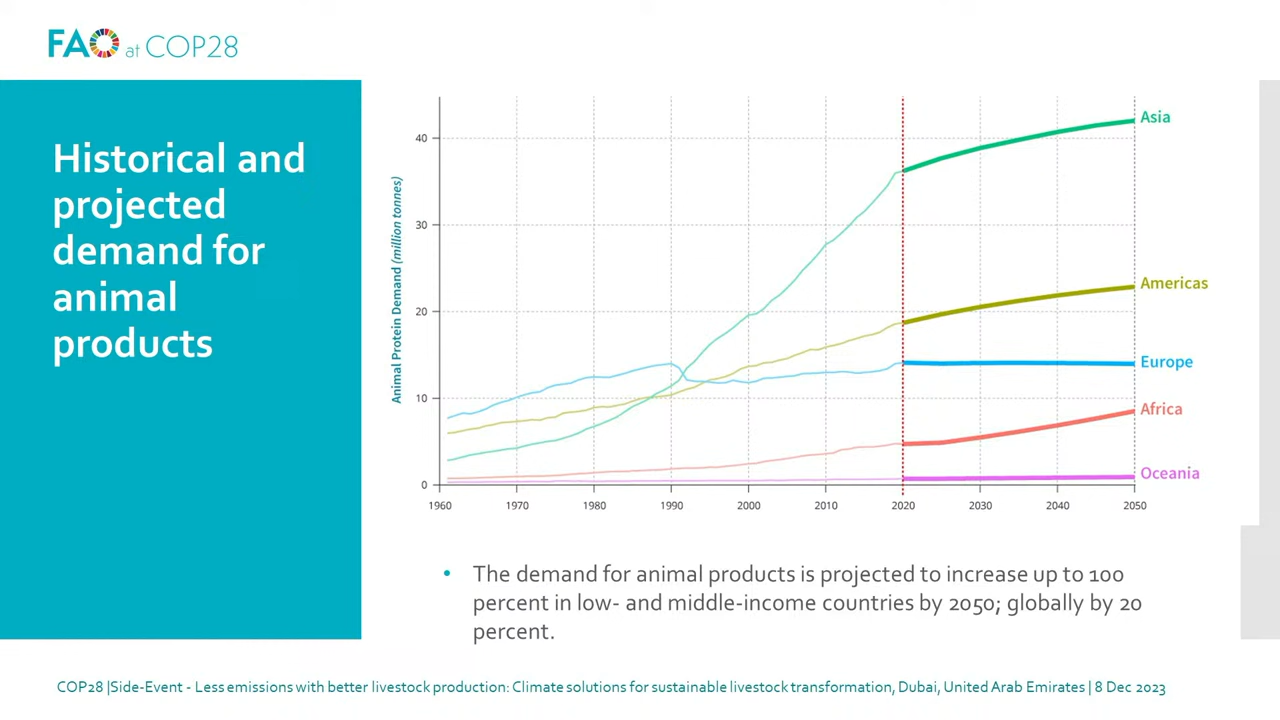 FAO at COP28
Historical and
projected
demand for
animal
products
Animal Protein Demand (million tonnes)
40
30
20
10
0
1960 1970 1980 1990 2000 2010 2020 2030 2040 2050
Asia
Americas
Europe
Africa
Oceania
• The demand for animal products is projected to increase up to 100
percent in low- and middle-income countries by 2050; globally by 20
percent.
COP28 |Side-Event - Less emissions with better livestock production: Climate solutions for sustainable livestock transformation, Dubai, United Arab Emirates | 8 Dec 2023